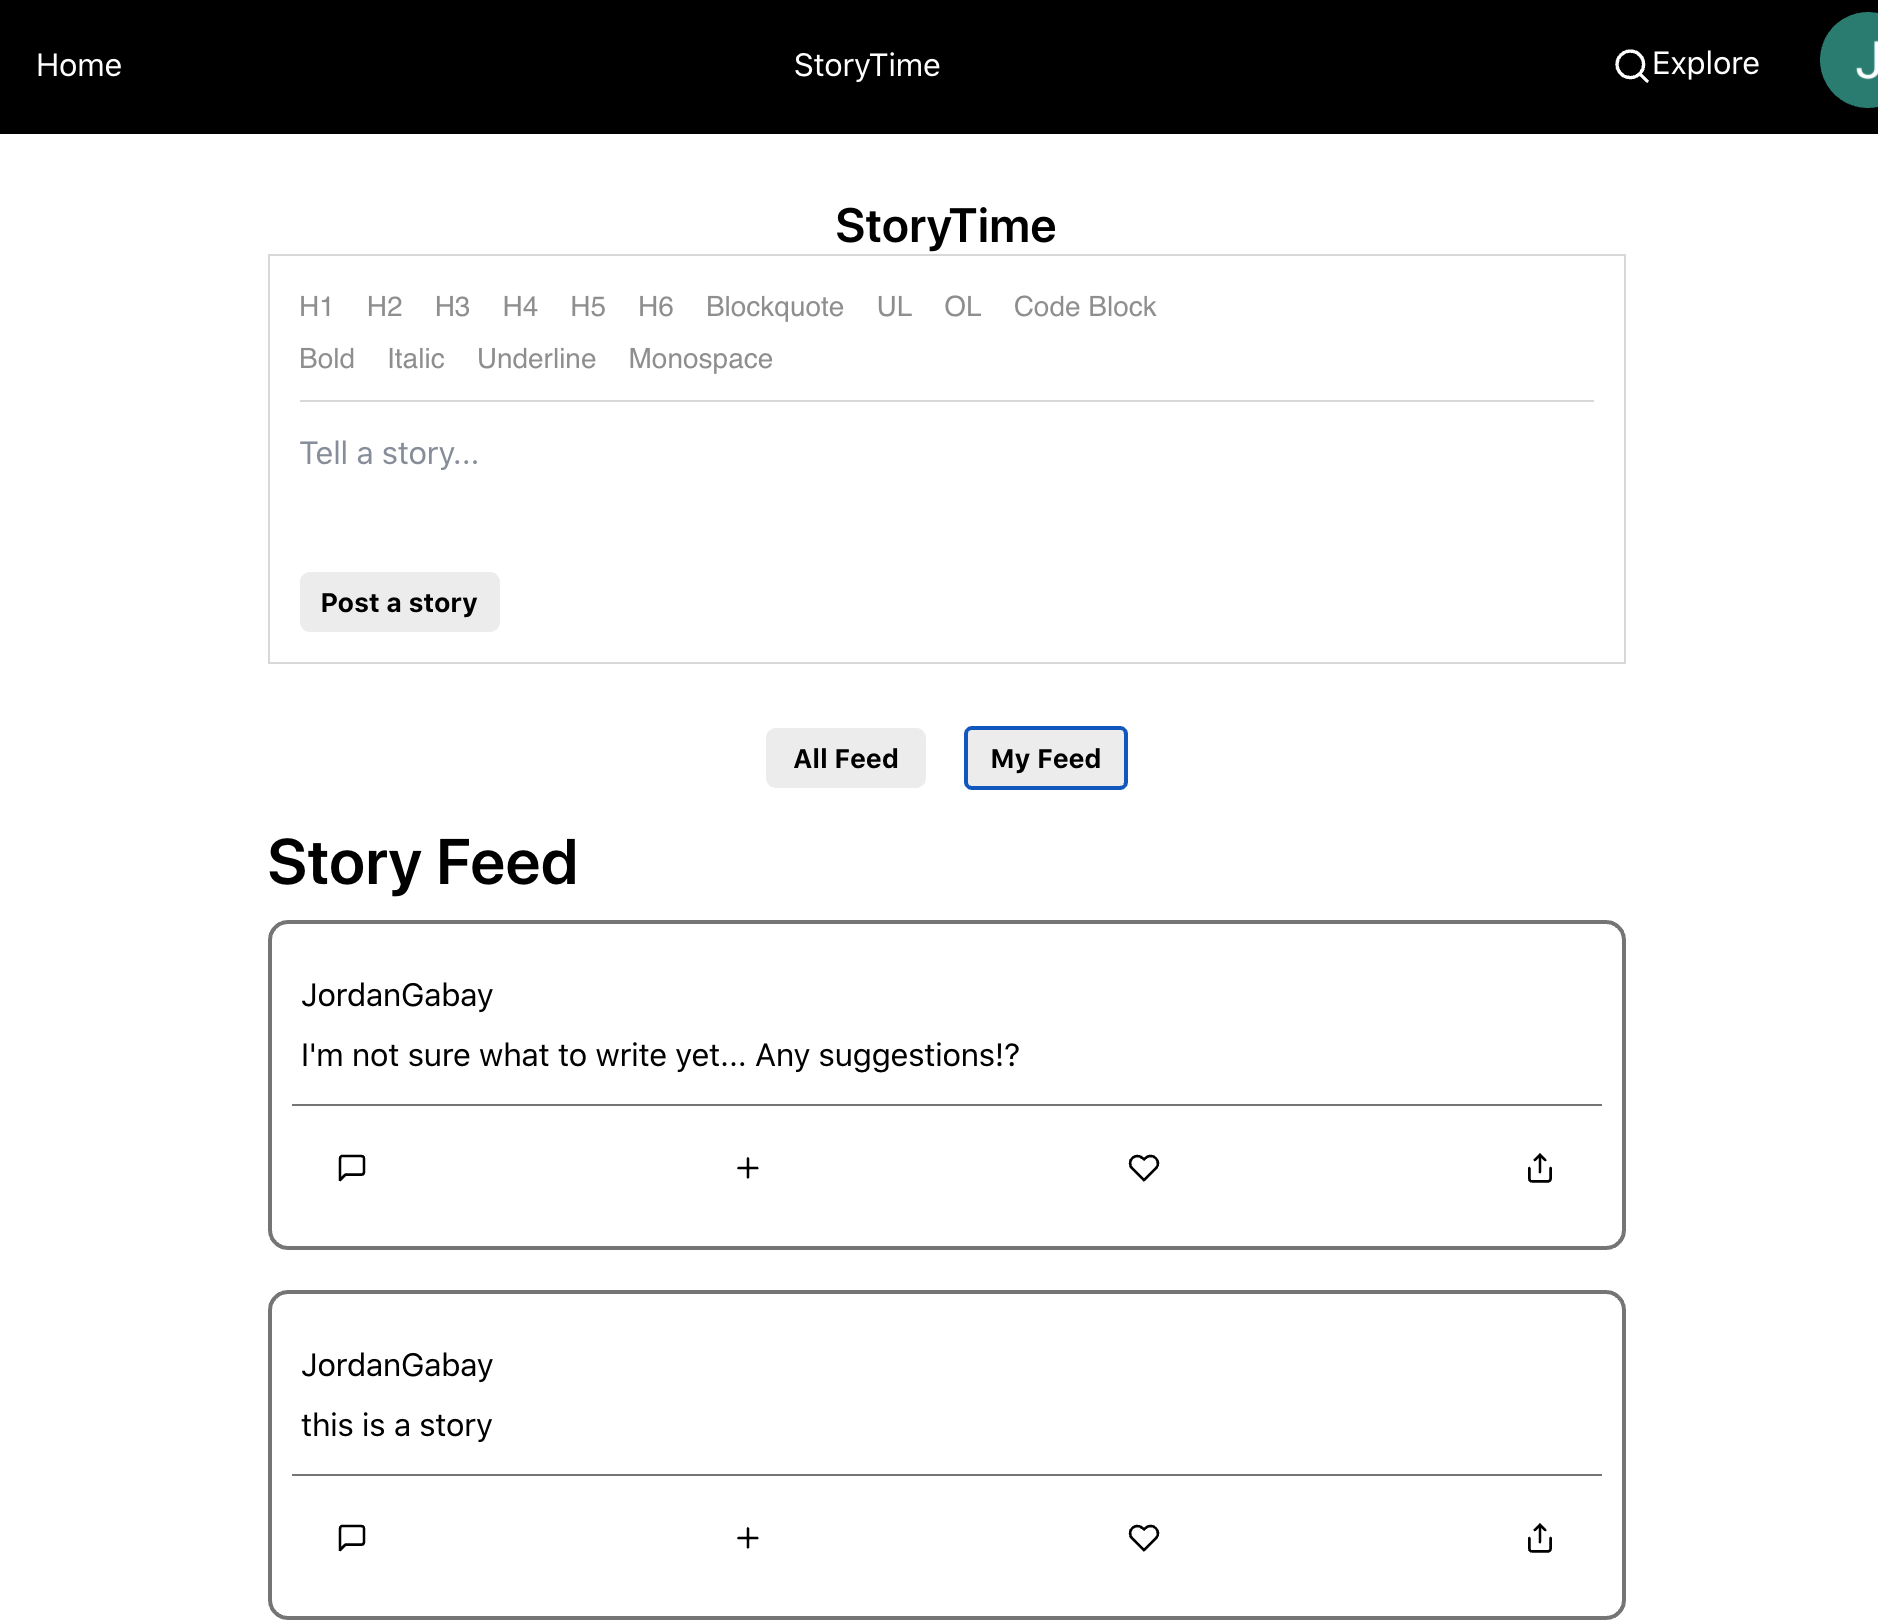 Home StoryTime Explore J
StoryTime
H1 H2 H3 H4 H5 H6 Blockquote UL OL Code Block
Bold Italic Underline Monospace
Tell a story...
Post a story
All Feed My Feed
Story Feed
JordanGabay
I'm not sure what to write yet... Any suggestions!?
JordanGabay
this is a story